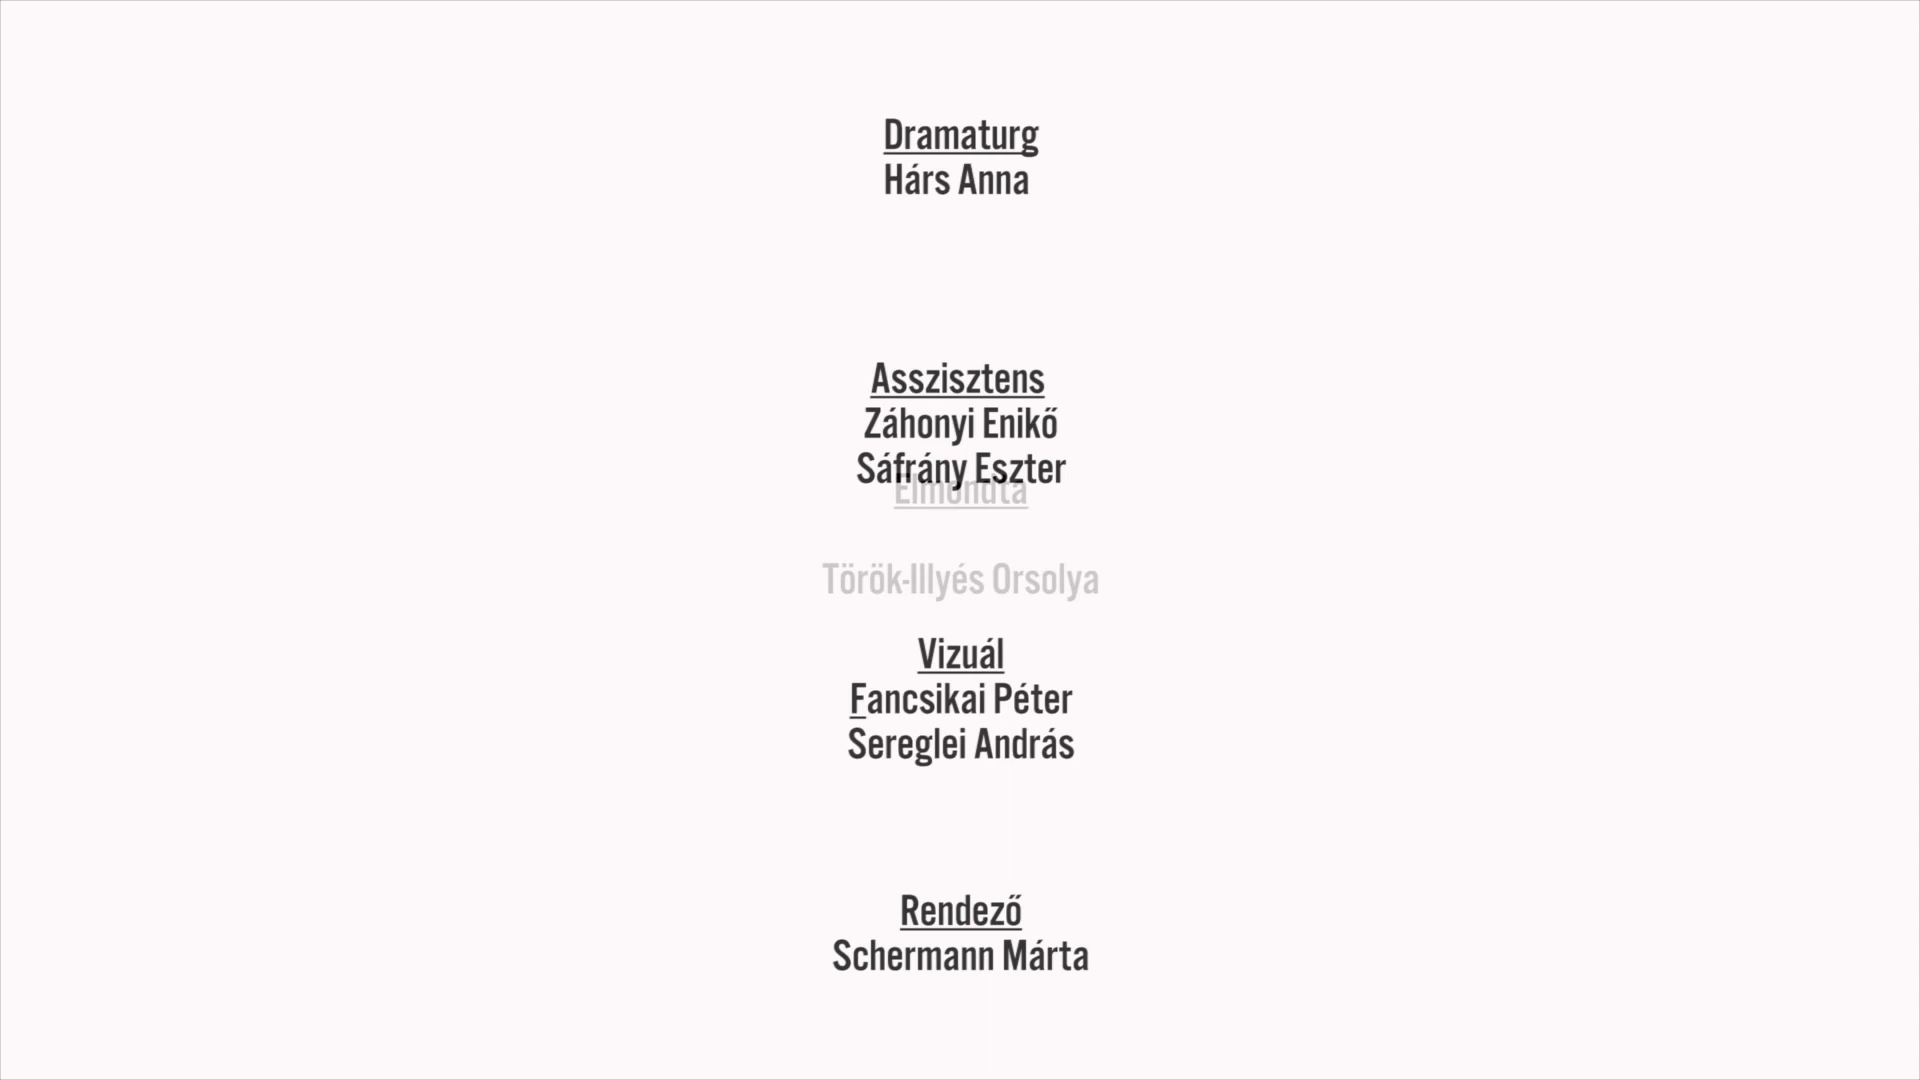 Dramaturg
Hárs Anna
Asszisztens
Záhonyi Enikő
Sáfrány Eszter
Elmondta
Török-Illyés Orsolya
Vizuál
Fancsikai Péter
Sereglei András
Rendező
Schermann Márta